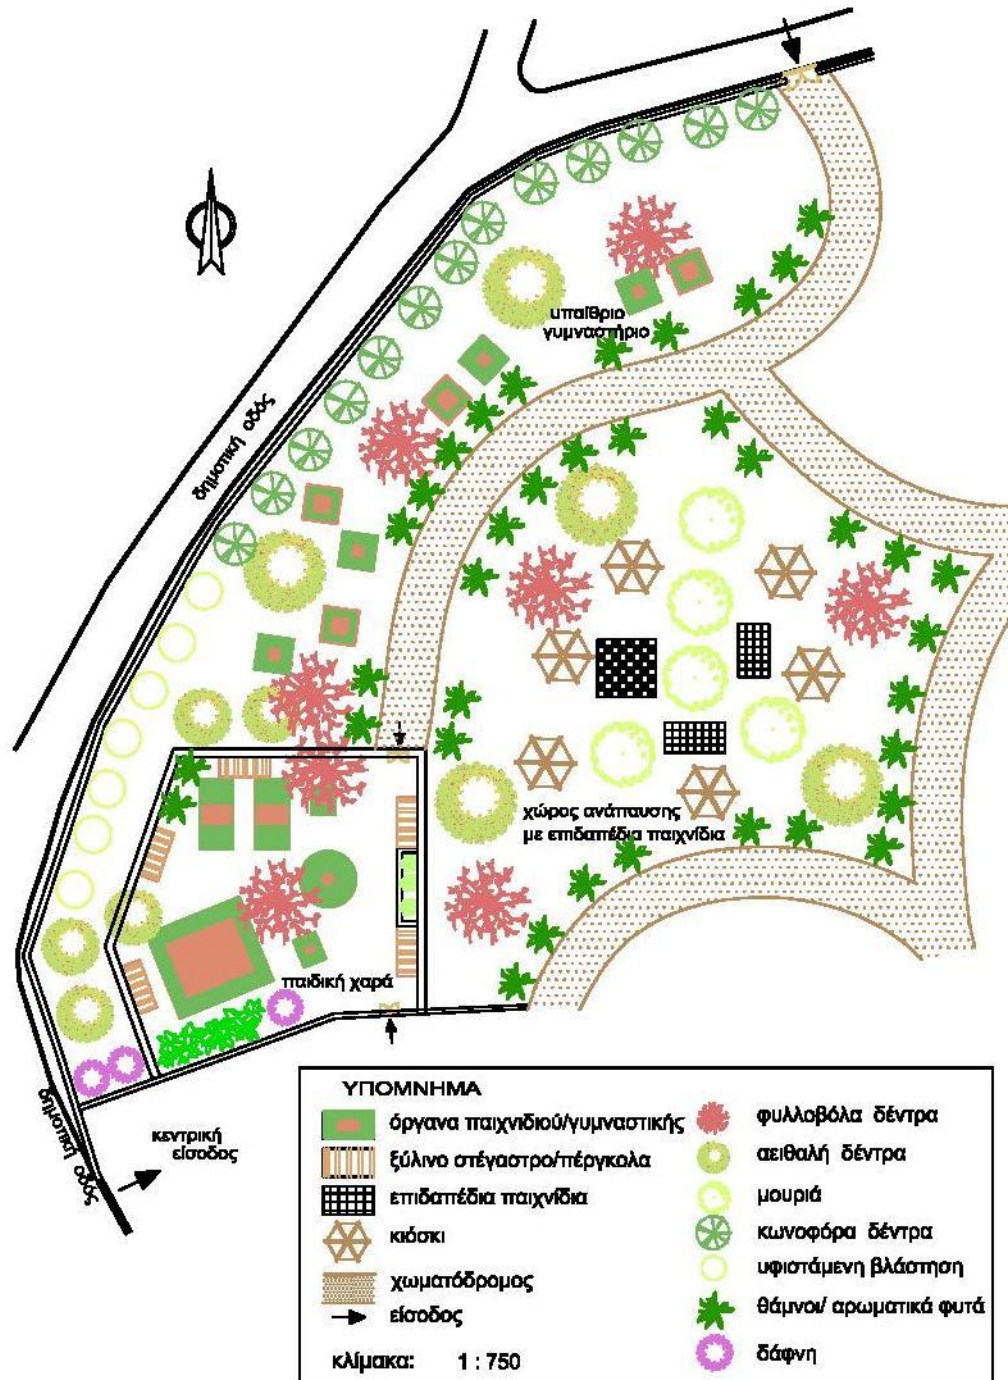 υπαίθριο
γυμναστήριο
δημοτική οδός
χώρος ανάπαυσης
με επιδαπέδια παιχνίδια
παιδική χαρά
δημοτική οδός
κεντρική
είσοδος
ΥΠΟΜΝΗΜΑ
όργανα παιχνιδιού/γυμναστικής
ξύλινο στέγαστρο/πέργκολα
επιδαπέδια παιχνίδια
κιόσκι
χωματόδρομος
είσοδος
κλίμακα: 1 : 750
φυλλοβόλα δέντρα
αειθαλή δέντρα
μουριά
κωνοφόρα δέντρα
υφιστάμενη βλάστηση
θάμνοι/ αρωματικά φυτά
δάφνη